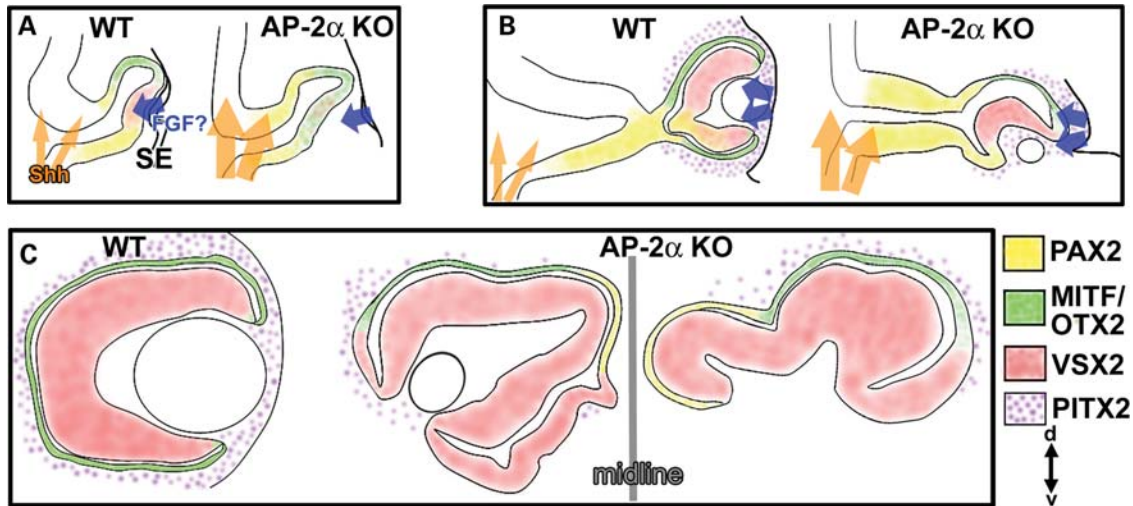 A
WT
AP-2α KO
FGF?
SE
Shh
B
WT
AP-2α KO
C
WT
AP-2α KO
midline
PAX2
MITF/
OTX2
VSX2
PITX2
d
v